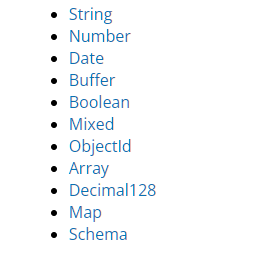 String
Number
Date
Buffer
Boolean
Mixed
ObjectId
Array
Decimal128
Map
Schema